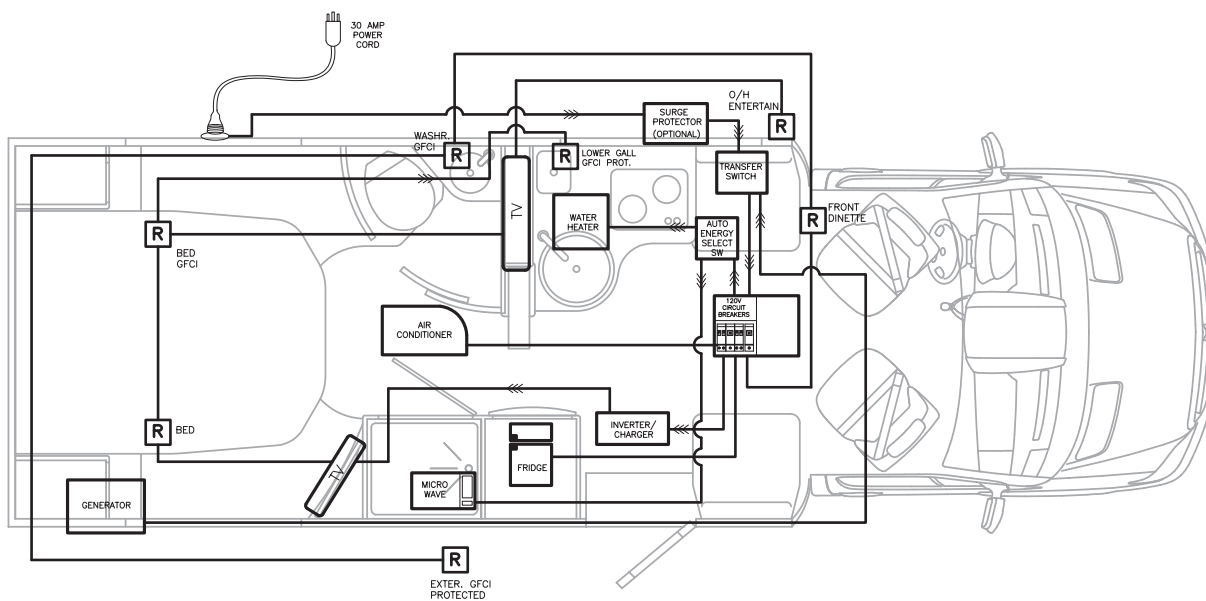 30 AMP
POWER
CORD
O/H
ENTERTAIN.
R
SURGE
PROTECTOR
(OPTIONAL)
WASHR.
GFCI
R
R
LOWER GALL
GFCI PROT.
TRANSFER
SWITCH
TV
WATER
HEATER
AUTO
ENERGY
SELECT
SW
R
FRONT
DINETTE
R
BED
GFCI
120V
CIRCUIT
BREAKERS
AIR
CONDITIONER
R
BED
INVERTER/
CHARGER
TV
FRIDGE
MICRO
WAVE
GENERATOR
R
EXTER. GFCI
PROTECTED